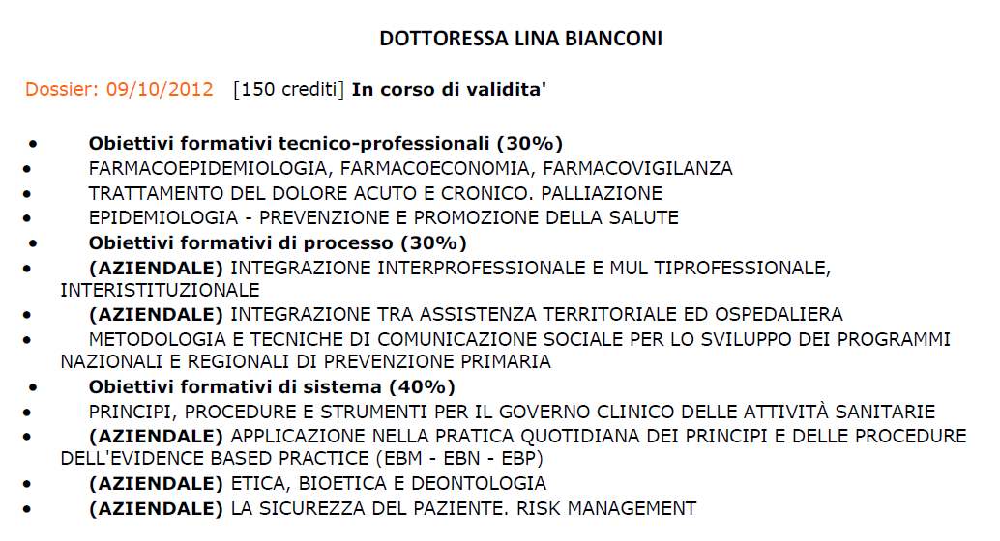 DOTTORESSA LINA BIANCONI
Dossier: 09/10/2012 [150 crediti] In corso di validita'
• Obiettivi formativi tecnico-professionali (30%)
• FARMACOEPIDEMIOLOGIA, FARMACOECONOMIA, FARMACOVIGILANZA
• TRATTAMENTO DEL DOLORE ACUTO E CRONICO. PALLIAZIONE
• EPIDEMIOLOGIA - PREVENZIONE E PROMOZIONE DELLA SALUTE
• Obiettivi formativi di processo (30%)
• (AZIENDALE) INTEGRAZIONE INTERPROFESSIONALE E MUL TIPROFESSIONALE,
INTERISTITUZIONALE
• (AZIENDALE) INTEGRAZIONE TRA ASSISTENZA TERRITORIALE ED OSPEDALIERA
• METODOLOGIA E TECNICHE DI COMUNICAZIONE SOCIALE PER LO SVILUPPO DEI PROGRAMMI
NAZIONALI E REGIONALI DI PREVENZIONE PRIMARIA
• Obiettivi formativi di sistema (40%)
• PRINCIPI, PROCEDURE E STRUMENTI PER IL GOVERNO CLINICO DELLE ATTIVITÀ SANITARIE
• (AZIENDALE) APPLICAZIONE NELLA PRATICA QUOTIDIANA DEI PRINCIPI E DELLE PROCEDURE
DELL'EVIDENCE BASED PRACTICE (EBM - EBN - EBP)
• (AZIENDALE) ETICA, BIOETICA E DEONTOLOGIA
• (AZIENDALE) LA SICUREZZA DEL PAZIENTE. RISK MANAGEMENT